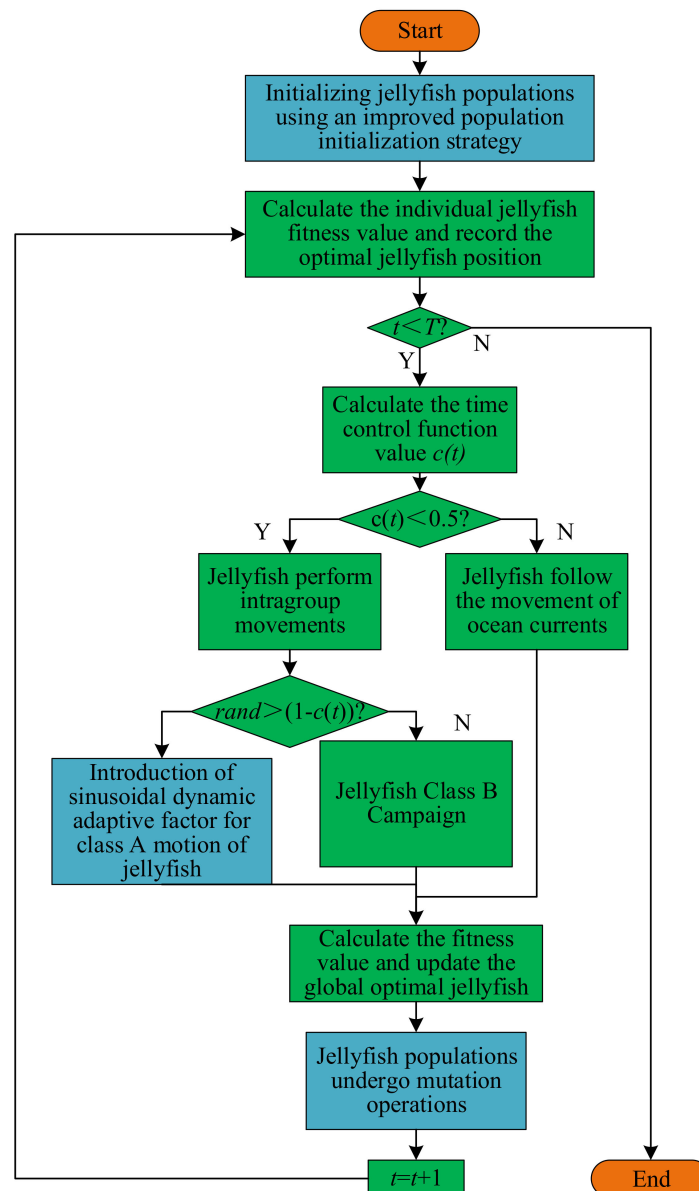 Start
Initializing jellyfish populations
using an improved population
initialization strategy
Calculate the individual jellyfish
fitness value and record the
optimal jellyfish position
t<T?
N
Y
Calculate the time
control function
value c(t)
c(t)<0.5?
Y
N
Jellyfish perform
intragroup
movements
Jellyfish follow
the movement of
ocean currents
rand>(1-c(t))?
N
Introduction of
sinusoidal dynamic
adaptive factor for
class A motion of
jellyfish
Jellyfish Class B
Campaign
Calculate the fitness
value and update the
global optimal jellyfish
Jellyfish populations
undergo mutation
operations
t=t+1
End